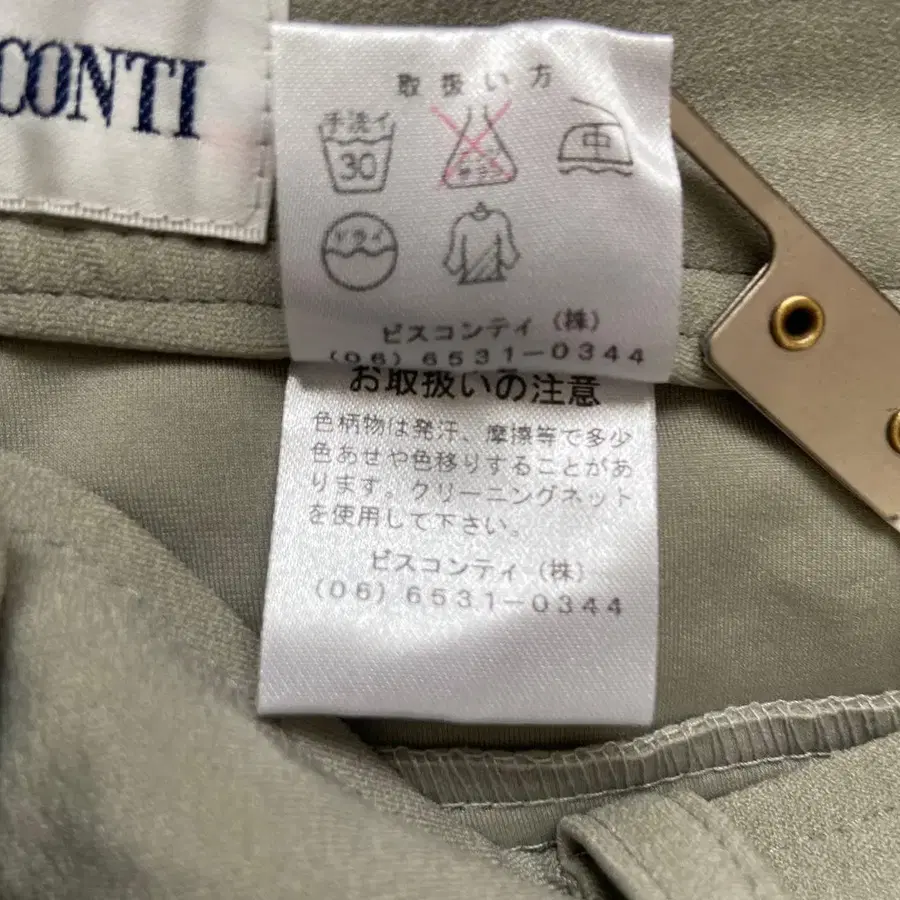 CONTI
取扱い方
手洗イ
30
中
ドライ
ビスコンティ(株)
(06)6531-0344
お取扱いの注意
色柄物は発汗、摩擦等で多少
色あせや色移りすることがあ
ります。クリーニングネット
を使用して下さい。
ビスコンティ(株)
(06)6531-0344